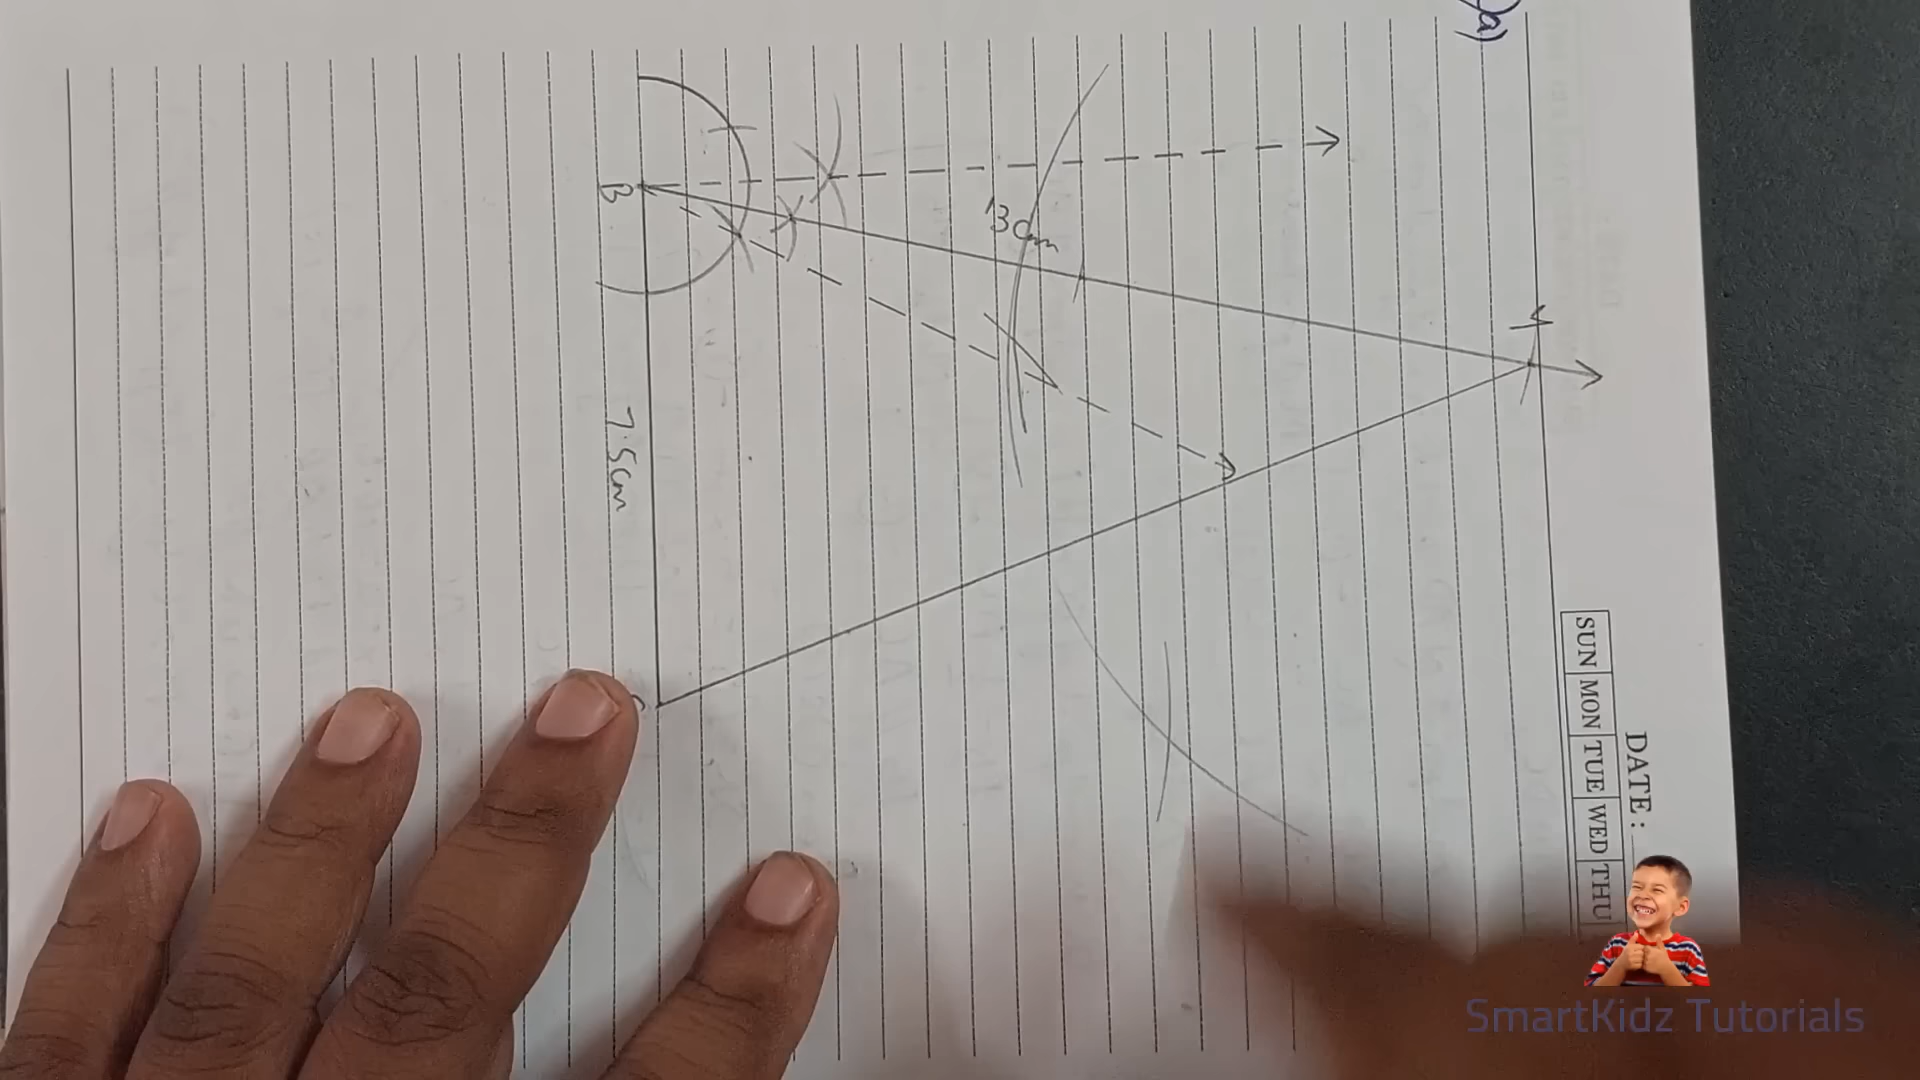 a)
B
13cm
7.5cm
A
DATE:
SUN MON TUE WED THU
SmartKidz Tutorials